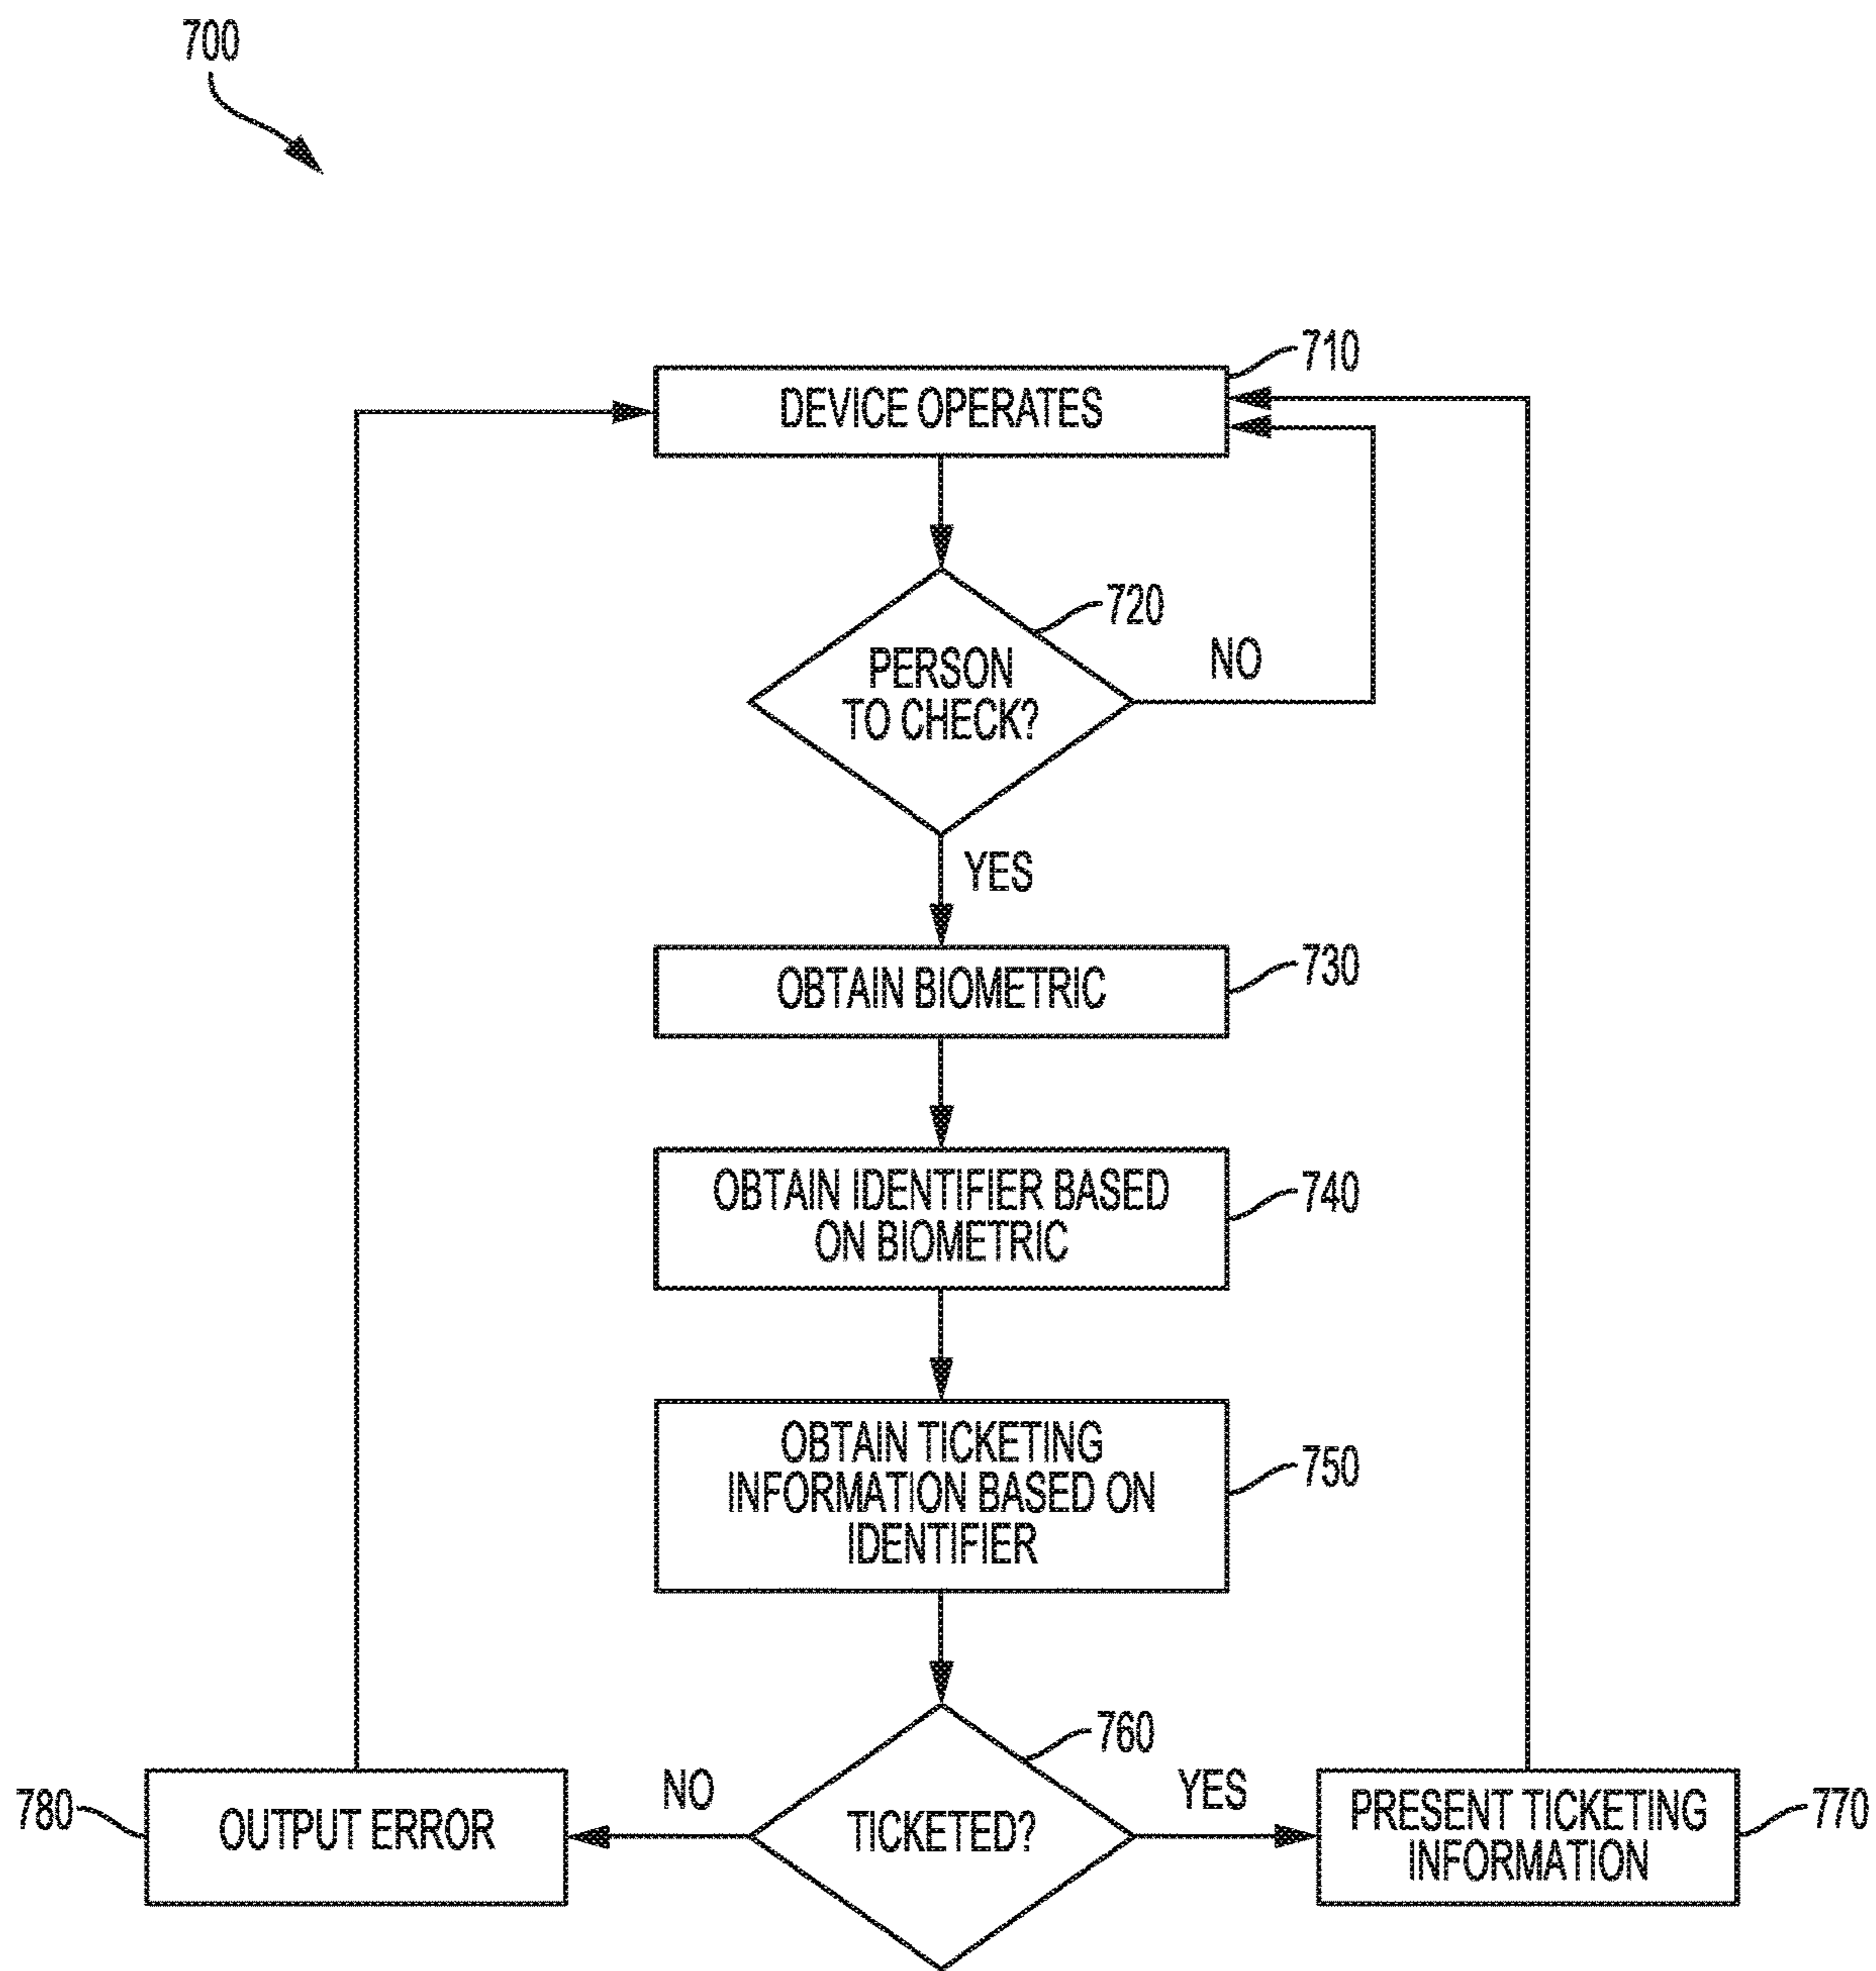 700
710
DEVICE OPERATES
720
PERSON
TO CHECK?
NO
YES
730
OBTAIN BIOMETRIC
740
OBTAIN IDENTIFIER BASED
ON BIOMETRIC
750
OBTAIN TICKETING
INFORMATION BASED ON
IDENTIFIER
760
780
OUTPUT ERROR
NO
TICKETED?
YES
PRESENT TICKETING
INFORMATION
770